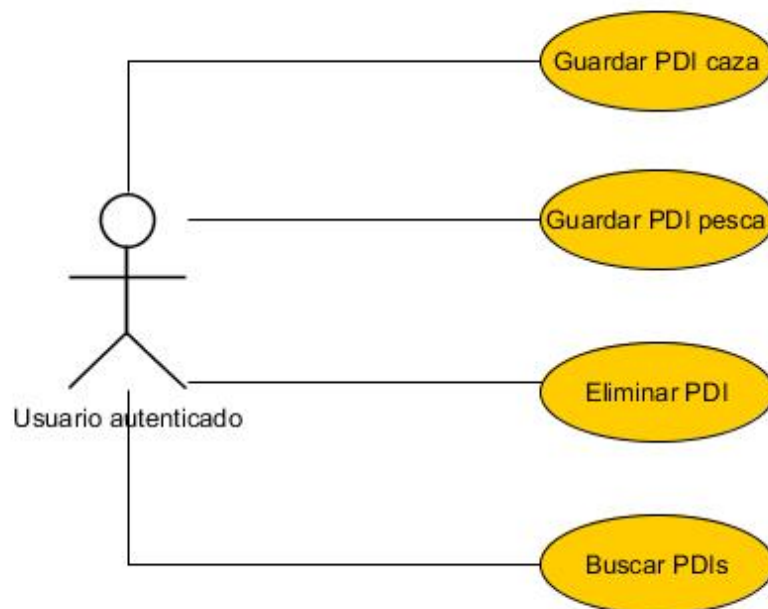 Guardar PDI caza
Guardar PDI pesca
Eliminar PDI
Usuario autenticado
Buscar PDIs